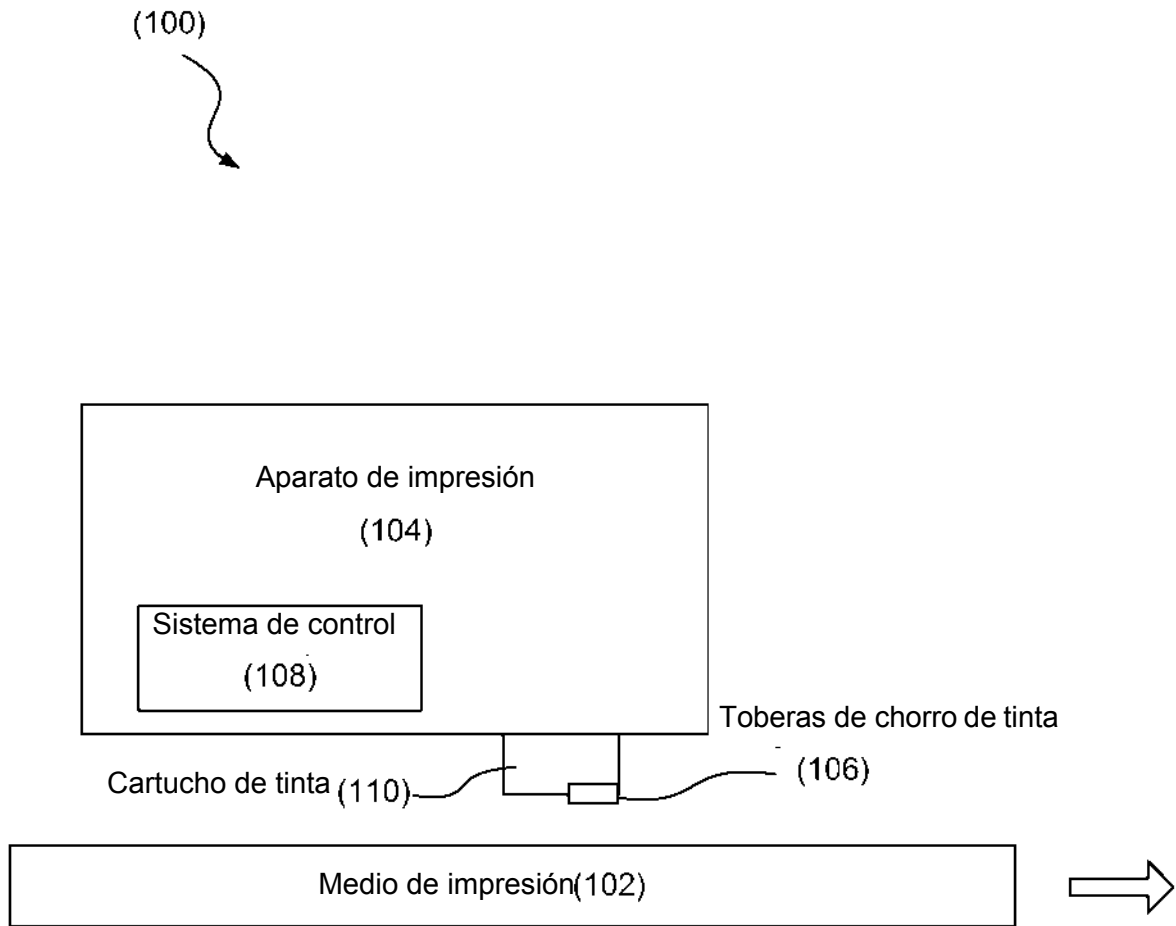 (100)
Aparato de impresión
(104)
Sistema de control
(108)
Toberas de chorro de tinta
(106)
Cartucho de tinta (110)
Medio de impresión(102)